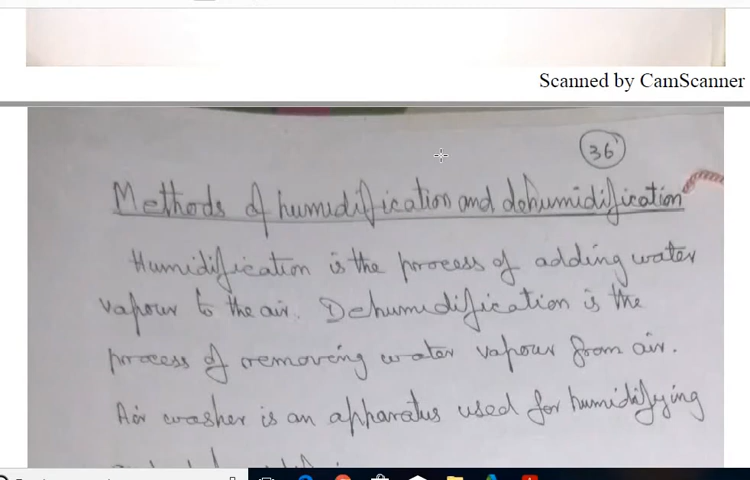 Scanned by CamScanner
36
Methods of humidification and dehumidification
Humidification is the process of adding water
vapour to the air. Dehumidification is the
process of removing water vapour from air.
Air washer is an apparatus used for humidifying